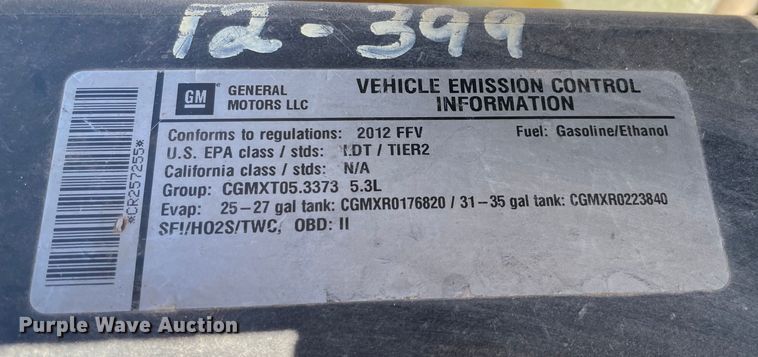 12-399
GM GENERAL MOTORS LLC
VEHICLE EMISSION CONTROL INFORMATION
Conforms to regulations: 2012 FFV Fuel: Gasoline/Ethanol
U.S. EPA class / stds: LDT / TIER2
California class / stds: N/A
Group: CGMXT05.3373 5.3L
Evap: 25-27 gal tank: CGMXR0176820 / 31-35 gal tank: CGMXR0223840
SFI/HO2S/TWC, OBD: II
*CR257255*
Purple Wave Auction